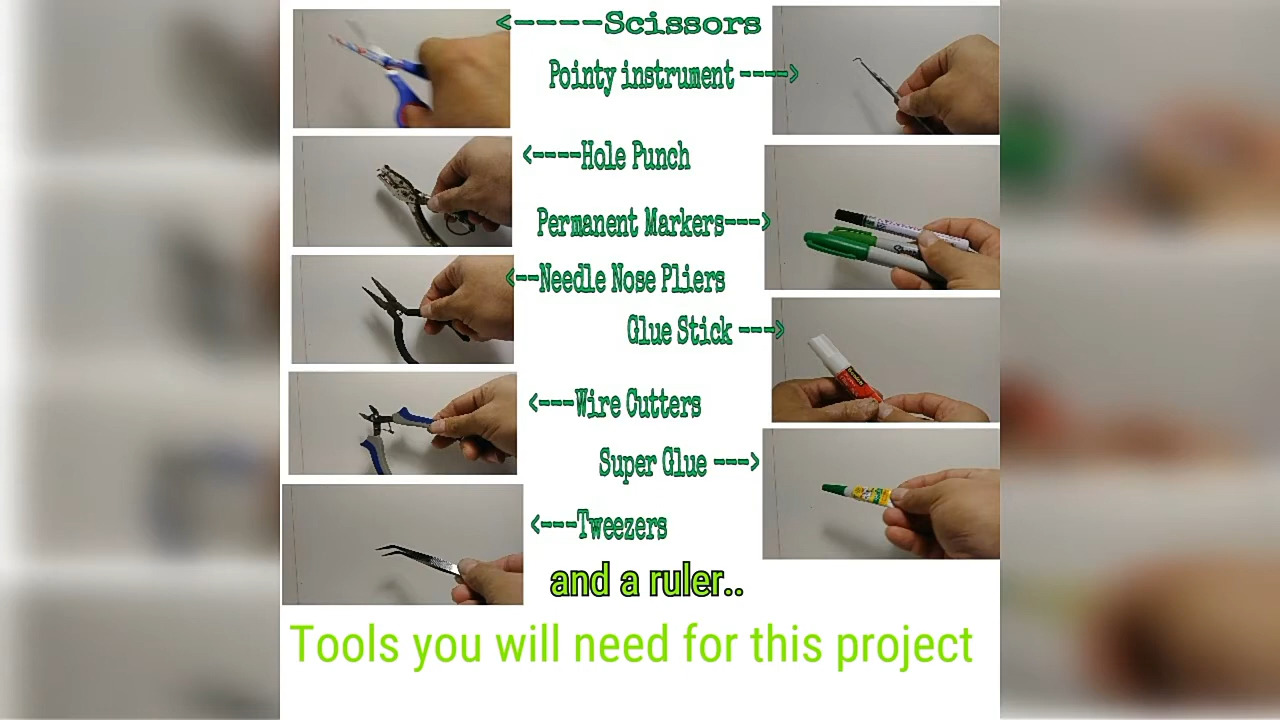 <----Scissors
Pointy instrument ---->
<----Hole Punch
Permanent Markers--->
<--Needle Nose Pliers
Glue Stick --->
<---Wire Cutters
Super Glue --->
<---Tweezers
and a ruler..
Tools you will need for this project